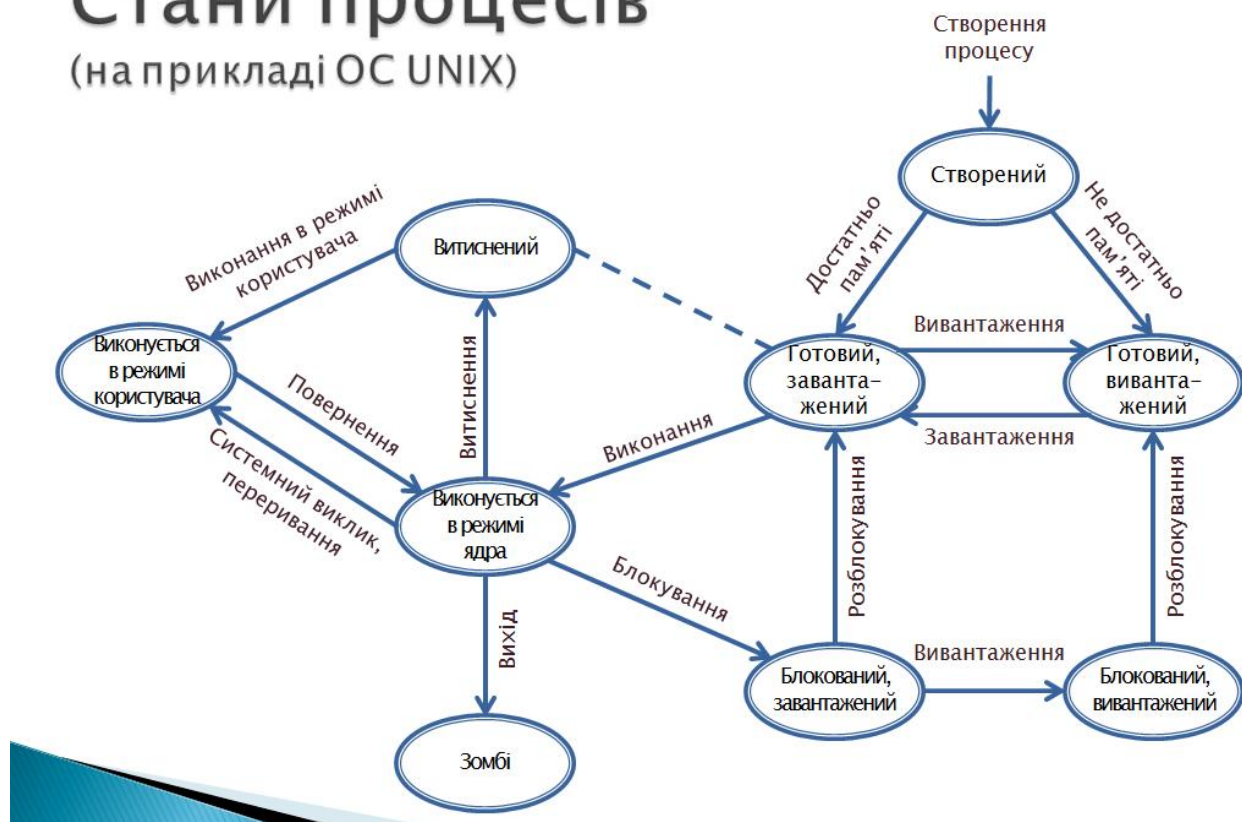 Стани процесів
(на прикладі ОС UNIX)
Створення
процесу
Створений
Достатньо
пам'яті
Не достатньо
пам'яті
Виконання в режимі
користувача
Витиснений
Виконується
в режимі
користувача
Повернення
Системний виклик,
переривання
Витиснення
Виконання
Готовий,
заванта-
жений
Вивантаження
Завантаження
Готовий,
виванта-
жений
Виконується
в режимі
ядра
Блокування
Розблокування
Розблокування
Вихід
Блокований,
завантажений
Вивантаження
Блокований,
вивантажений
Зомбі